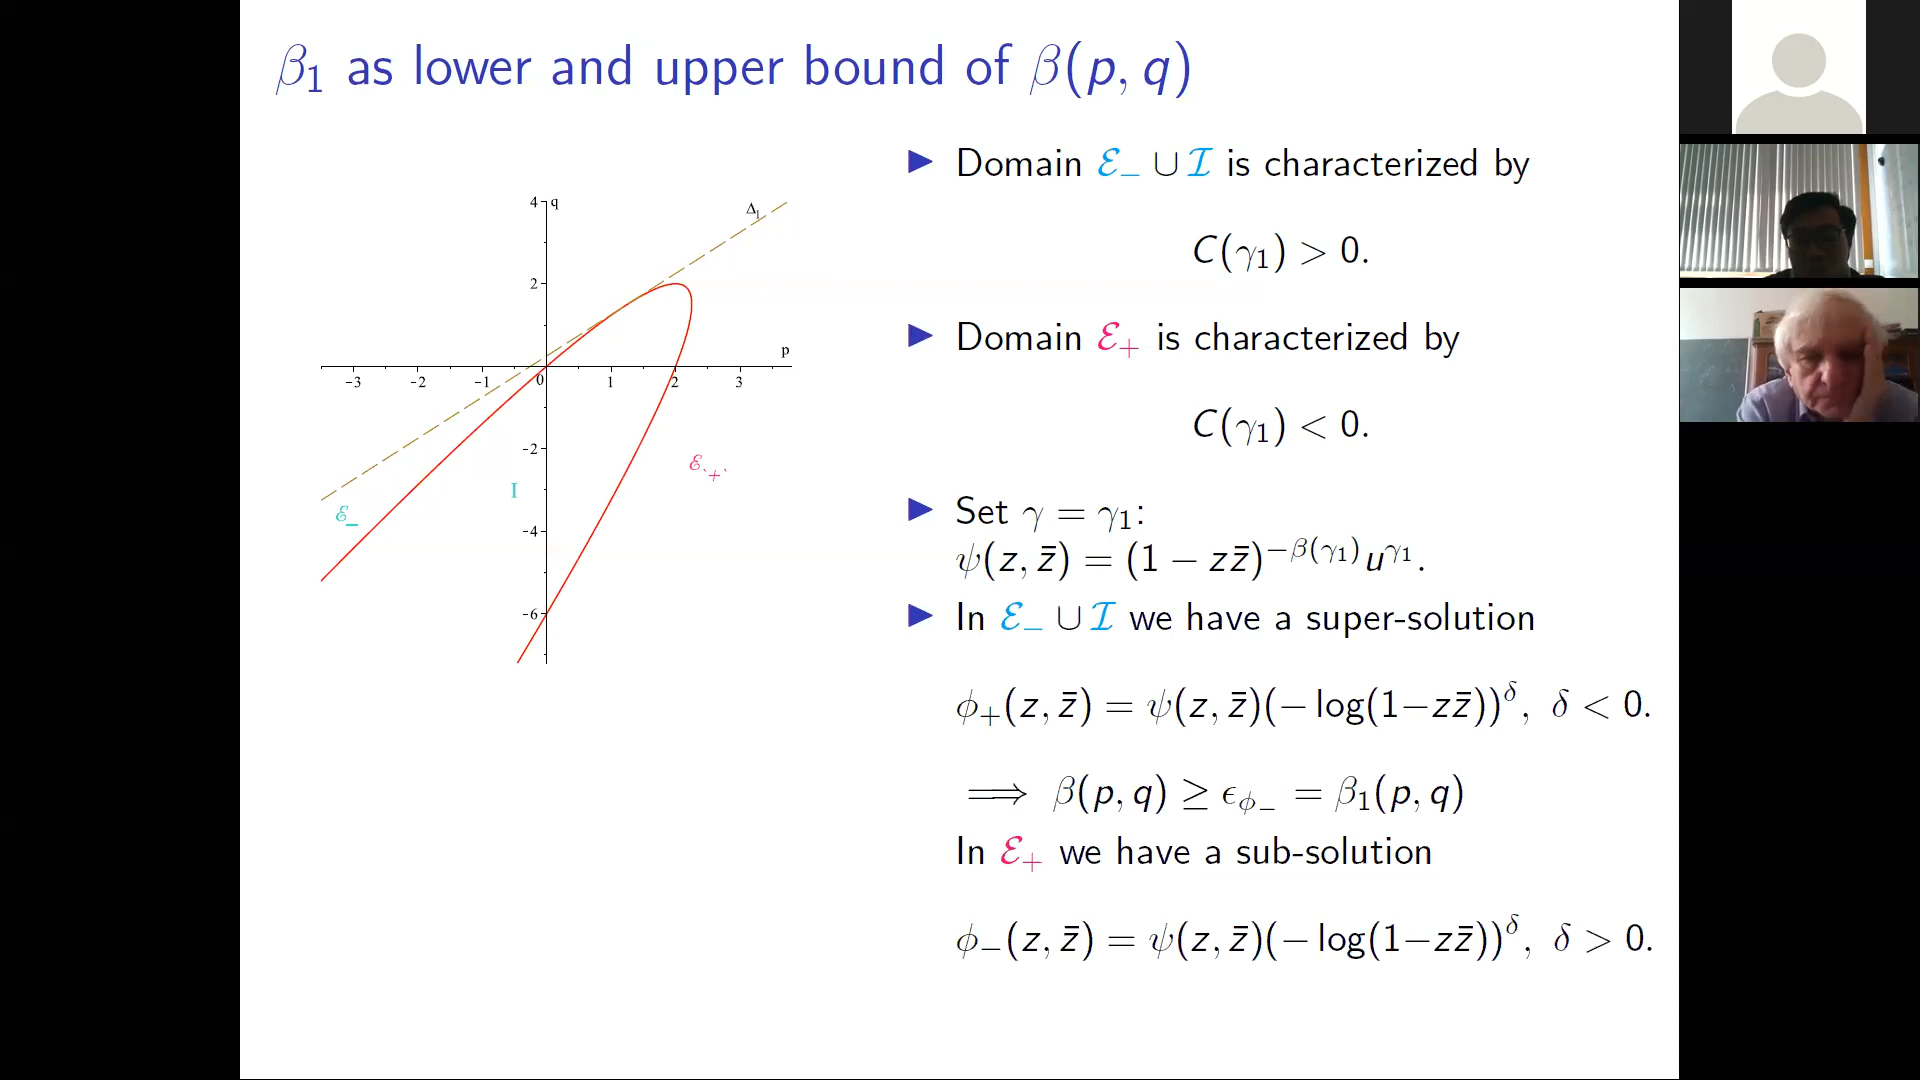 β₁ as lower and upper bound of β(p, q)
4 q
Δ₁
2
p
−3 −2 −1 0 1 2 3
−2
ℰ₊
I
ℰ₋
−4
−6
▶ Domain ℰ₋ ∪ ℐ is characterized by
C(γ₁) > 0.
▶ Domain ℰ₊ is characterized by
C(γ₁) < 0.
▶ Set γ = γ₁:
ψ(z, z̄) = (1 − zz̄)^{−β(γ₁)} u^{γ₁}.
▶ In ℰ₋ ∪ ℐ we have a super-solution
ϕ₊(z, z̄) = ψ(z, z̄)(− log(1−zz̄))^δ, δ < 0.
⟹ β(p, q) ≥ ϵ_{ϕ₋} = β₁(p, q)
In ℰ₊ we have a sub-solution
ϕ₋(z, z̄) = ψ(z, z̄)(− log(1−zz̄))^δ, δ > 0.